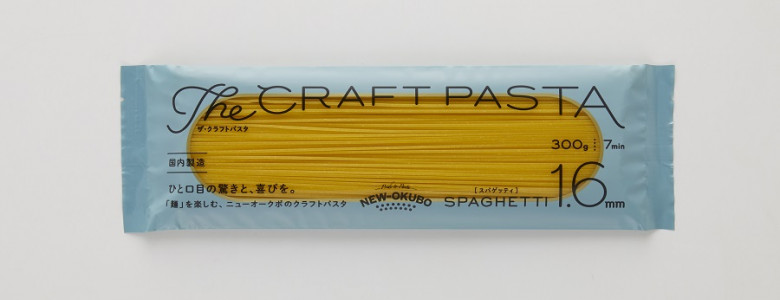 The CRAFT PASTA
ザ・クラフトパスタ
300g 7min
国内製造
ひと口目の驚きと、喜びを。
「麺」を楽しむ、ニューオークボのクラフトパスタ
NEW-OKUBO
[スパゲッティ]
SPAGHETTI 1.6mm